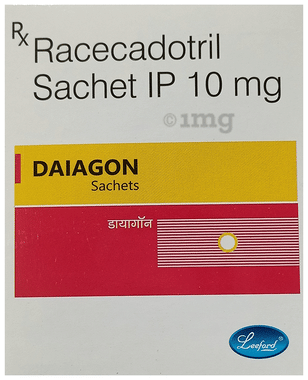 Rx Racecadotril
Sachet IP 10 mg
1mg
DAIAGON
Sachets
डायागॉन
Leeford